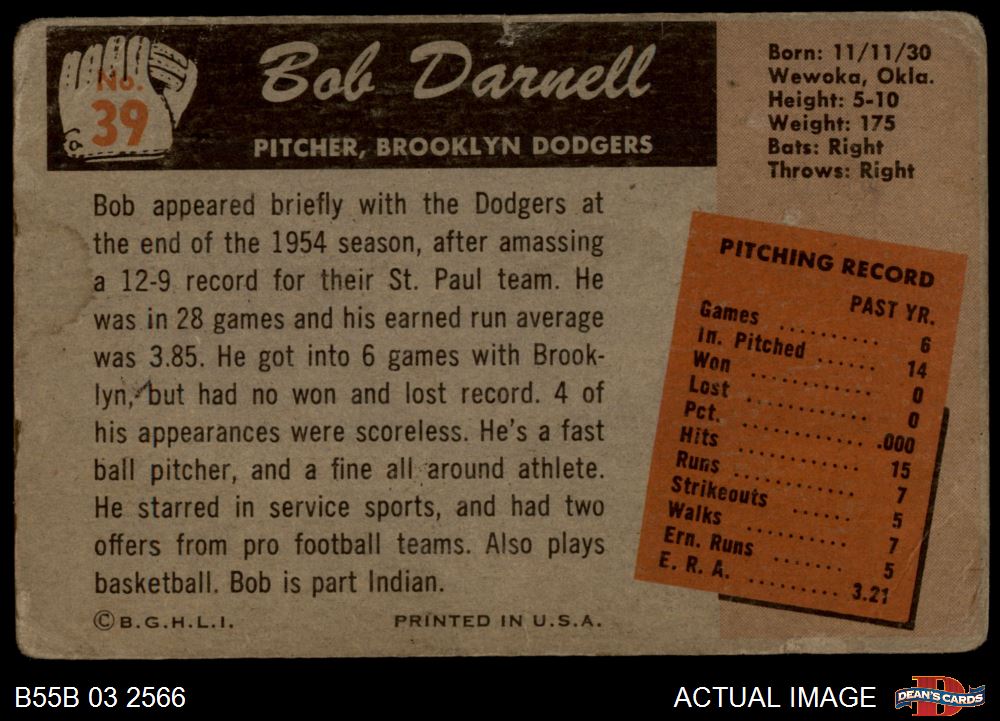 No.
39
Bob Darnell
PITCHER, BROOKLYN DODGERS
Born: 11/11/30
Wewoka, Okla.
Height: 5-10
Weight: 175
Bats: Right
Throws: Right
Bob appeared briefly with the Dodgers at
the end of the 1954 season, after amassing
a 12-9 record for their St. Paul team. He
was in 28 games and his earned run average
was 3.85. He got into 6 games with Brook-
lyn, but had no won and lost record. 4 of
his appearances were scoreless. He's a fast
ball pitcher, and a fine all around athlete.
He starred in service sports, and had two
offers from pro football teams. Also plays
basketball. Bob is part Indian.
© B.G.H.L.I. PRINTED IN U.S.A.
PITCHING RECORD
PAST YR.
Games .......... 6
In. Pitched ...... 14
Won ............ 0
Lost ............ 0
Pct. ............ .000
Hits ............ 15
Runs ............ 7
Strikeouts ...... 5
Walks .......... 7
Ern. Runs ........ 5
E. R. A. ......... 3.21
B55B 03 2566
ACTUAL IMAGE
D
DEAN'S CARDS